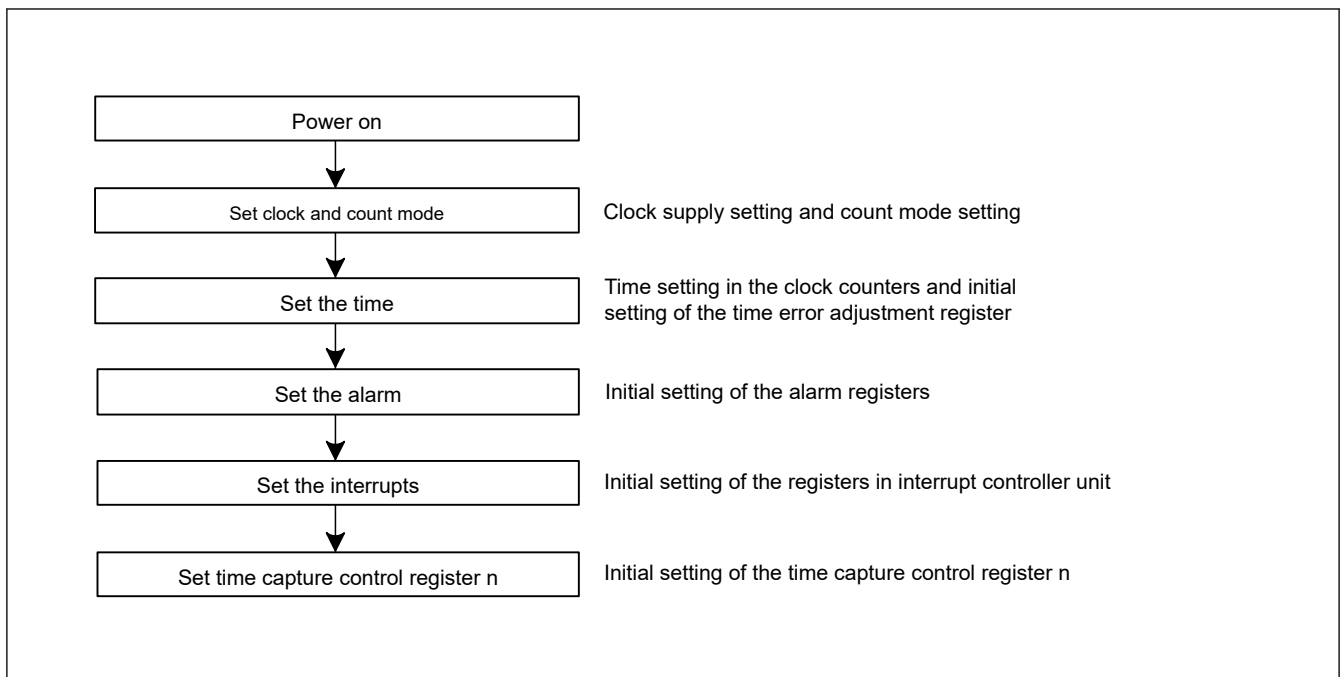 Power on
Set clock and count mode
Clock supply setting and count mode setting
Set the time
Time setting in the clock counters and initial
setting of the time error adjustment register
Set the alarm
Initial setting of the alarm registers
Set the interrupts
Initial setting of the registers in interrupt controller unit
Set time capture control register n
Initial setting of the time capture control register n